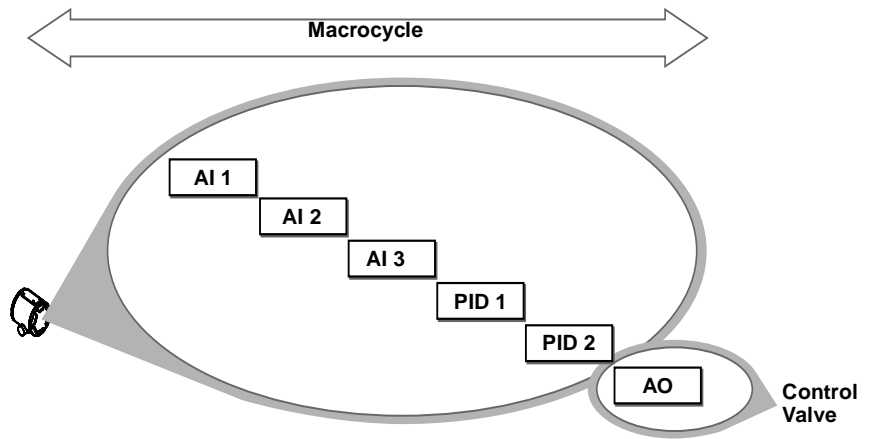 Macrocycle
AI 1
AI 2
AI 3
PID 1
PID 2
AO
Control
Valve